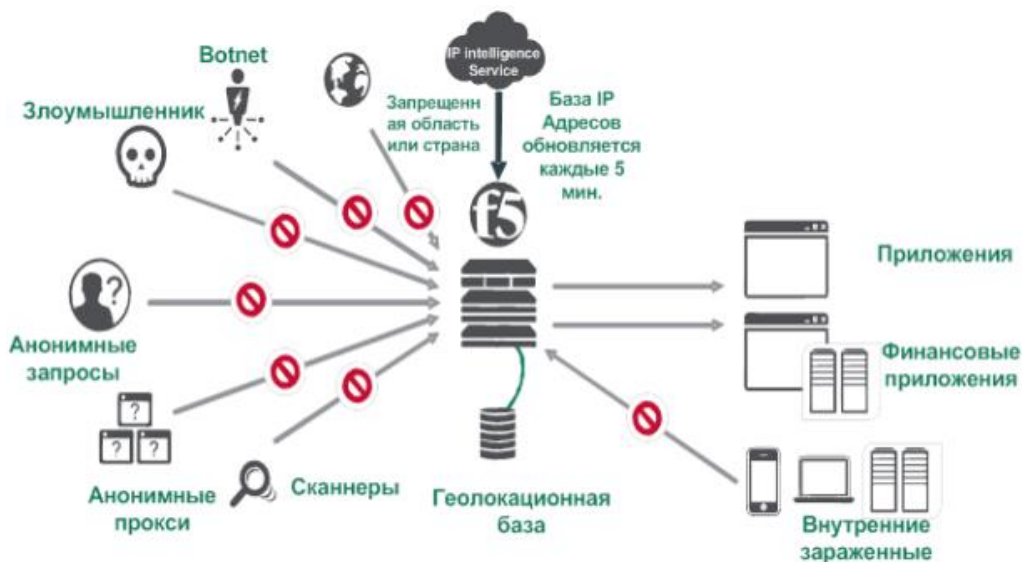 Botnet
Злоумышленник
IP intelligence
Service
Запрещенн
ая область
или страна
База IP
Адресов
обновляется
каждые 5
мин.
f5
Приложения
Анонимные
запросы
?
Финансовые
приложения
?
? ?
Анонимные
прокси
Сканнеры
Геолокационная
база
Внутренние
зараженные